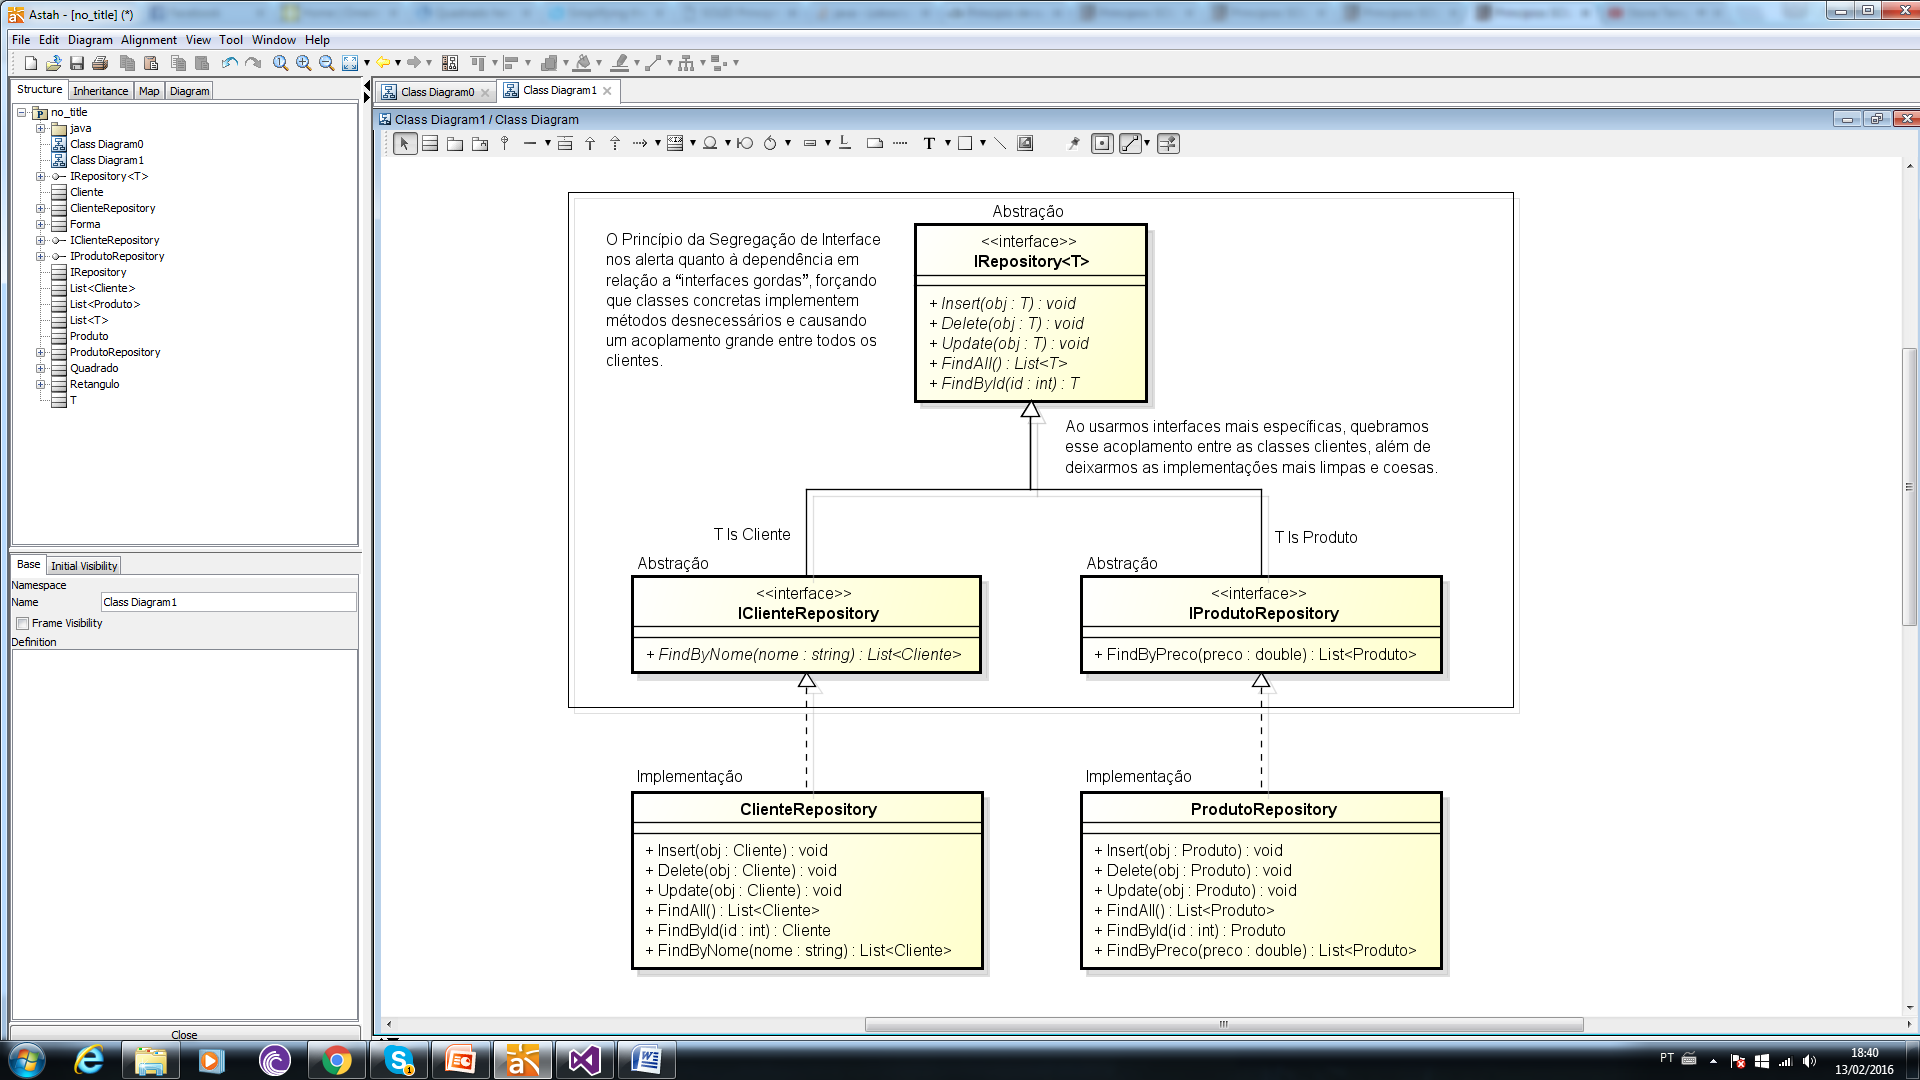 Astah - [no_title] (*)
File Edit Diagram Alignment View Tool Window Help
Structure Inheritance Map Diagram
no_title
java
Class Diagram0
Class Diagram1
IRepository<T>
Cliente
ClienteRepository
Forma
IClienteRepository
IProdutoRepository
IRepository
List<Cliente>
List<Produto>
List<T>
Produto
ProdutoRepository
Quadrado
Retangulo
T
Base Initial Visibility
Namespace
Name Class Diagram1
Frame Visibility
Definition
Close
Class Diagram0 Class Diagram1
Class Diagram1 / Class Diagram
Abstração
O Princípio da Segregação de Interface
nos alerta quanto à dependência em
relação a “interfaces gordas”, forçando
que classes concretas implementem
métodos desnecessários e causando
um acoplamento grande entre todos os
clientes.
<<interface>>
IRepository<T>
+ Insert(obj : T) : void
+ Delete(obj : T) : void
+ Update(obj : T) : void
+ FindAll() : List<T>
+ FindById(id : int) : T
Ao usarmos interfaces mais específicas, quebramos
esse acoplamento entre as classes clientes, além de
deixarmos as implementações mais limpas e coesas.
T Is Cliente
T Is Produto
Abstração
<<interface>>
IClienteRepository
+ FindByNome(nome : string) : List<Cliente>
Abstração
<<interface>>
IProdutoRepository
+ FindByPreco(preco : double) : List<Produto>
Implementação
ClienteRepository
+ Insert(obj : Cliente) : void
+ Delete(obj : Cliente) : void
+ Update(obj : Cliente) : void
+ FindAll() : List<Cliente>
+ FindById(id : int) : Cliente
+ FindByNome(nome : string) : List<Cliente>
Implementação
ProdutoRepository
+ Insert(obj : Produto) : void
+ Delete(obj : Produto) : void
+ Update(obj : Produto) : void
+ FindAll() : List<Produto>
+ FindById(id : int) : Produto
+ FindByPreco(preco : double) : List<Produto>
PT
18:40
13/02/2016